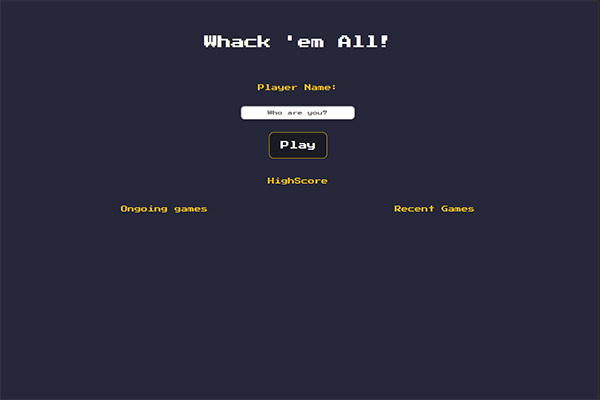 Whack 'em All!
Player Name:
Who are you?
Play
HighScore
Ongoing games
Recent Games